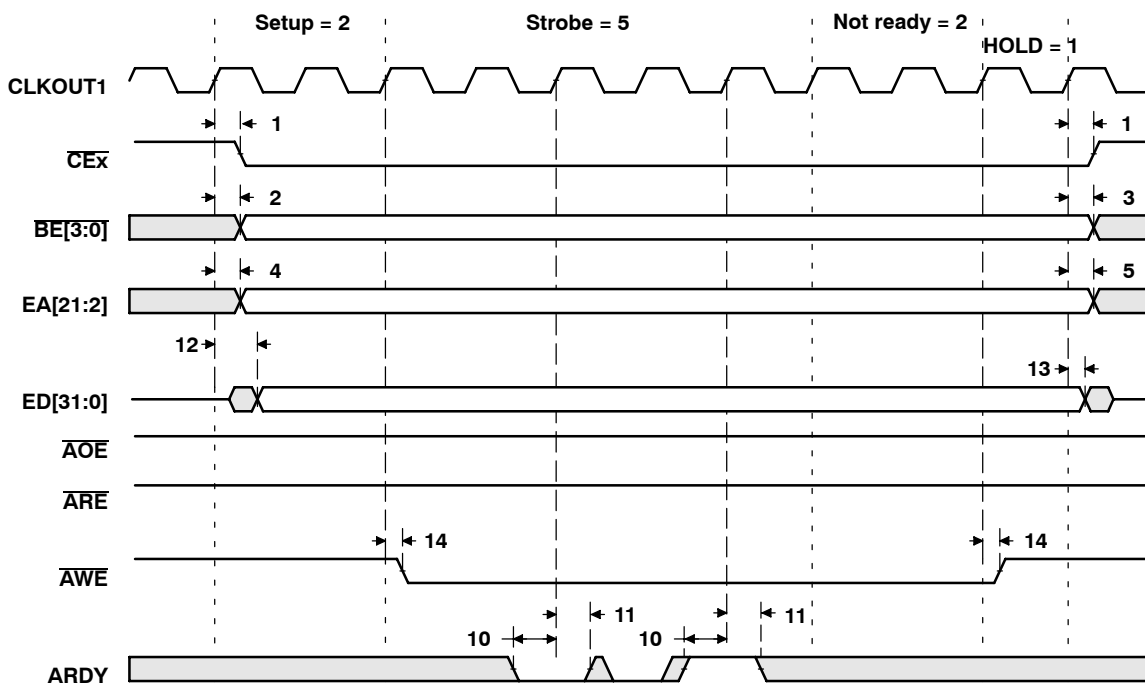 Setup = 2 Strobe = 5 Not ready = 2
HOLD = 1
CLKOUT1
1 1
CEx
2 3
BE[3:0]
4 5
EA[21:2]
12
13
ED[31:0]
AOE
ARE
14 14
AWE
10 11 10 11
ARDY